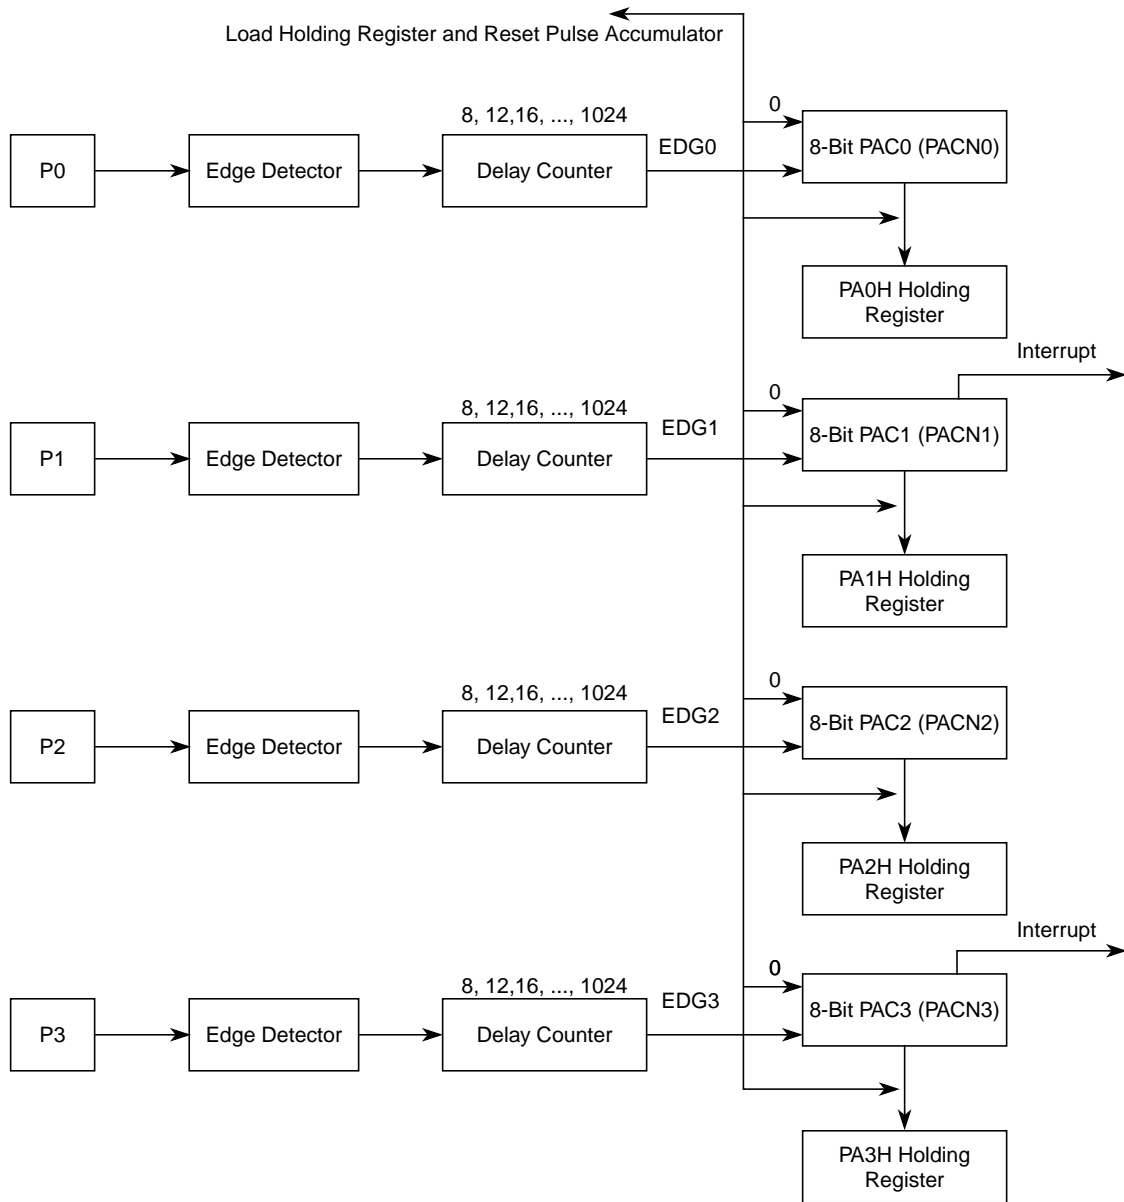 Load Holding Register and Reset Pulse Accumulator
8, 12,16, ..., 1024
0
P0
Edge Detector
Delay Counter
EDG0
8-Bit PAC0 (PACN0)
PA0H Holding
Register
Interrupt
8, 12,16, ..., 1024
0
P1
Edge Detector
Delay Counter
EDG1
8-Bit PAC1 (PACN1)
PA1H Holding
Register
8, 12,16, ..., 1024
0
P2
Edge Detector
Delay Counter
EDG2
8-Bit PAC2 (PACN2)
PA2H Holding
Register
Interrupt
8, 12,16, ..., 1024
0
P3
Edge Detector
Delay Counter
EDG3
8-Bit PAC3 (PACN3)
PA3H Holding
Register